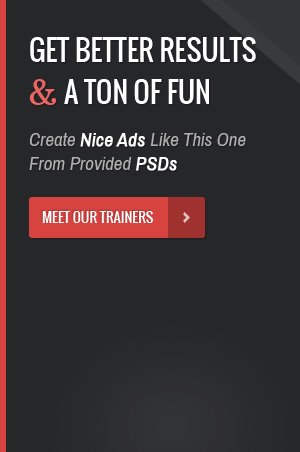 GET BETTER RESULTS
& A TON OF FUN
Create Nice Ads Like This One
From Provided PSDs
MEET OUR TRAINERS